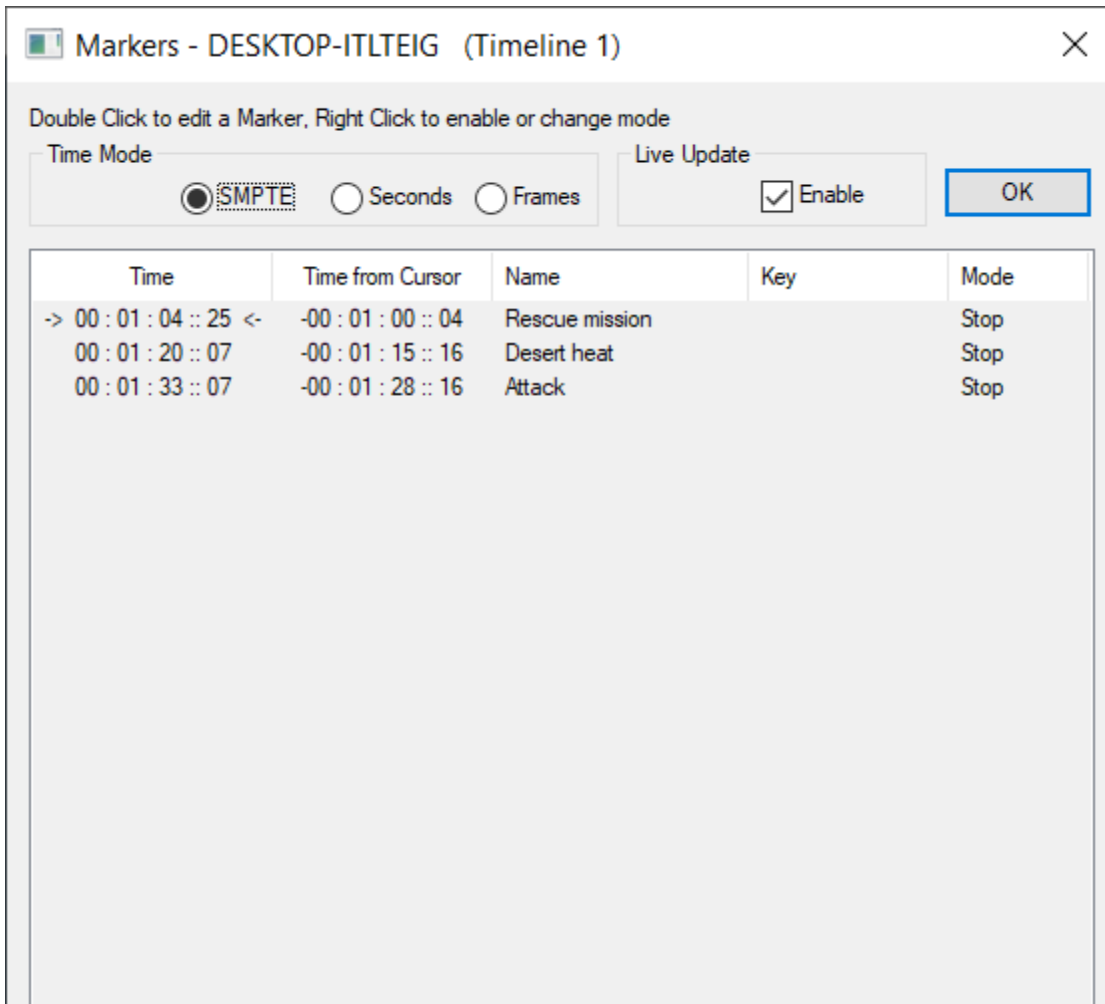 Markers - DESKTOP-ITLTEIG (Timeline 1)
Double Click to edit a Marker, Right Click to enable or change mode
Time Mode
Live Update
SMPTE Seconds Frames
Enable
OK
Time Time from Cursor Name Key Mode
-> 00 : 01 : 04 :: 25 <- -00 : 01 : 00 :: 04 Rescue mission Stop
00 : 01 : 20 :: 07 -00 : 01 : 15 :: 16 Desert heat Stop
00 : 01 : 33 :: 07 -00 : 01 : 28 :: 16 Attack Stop